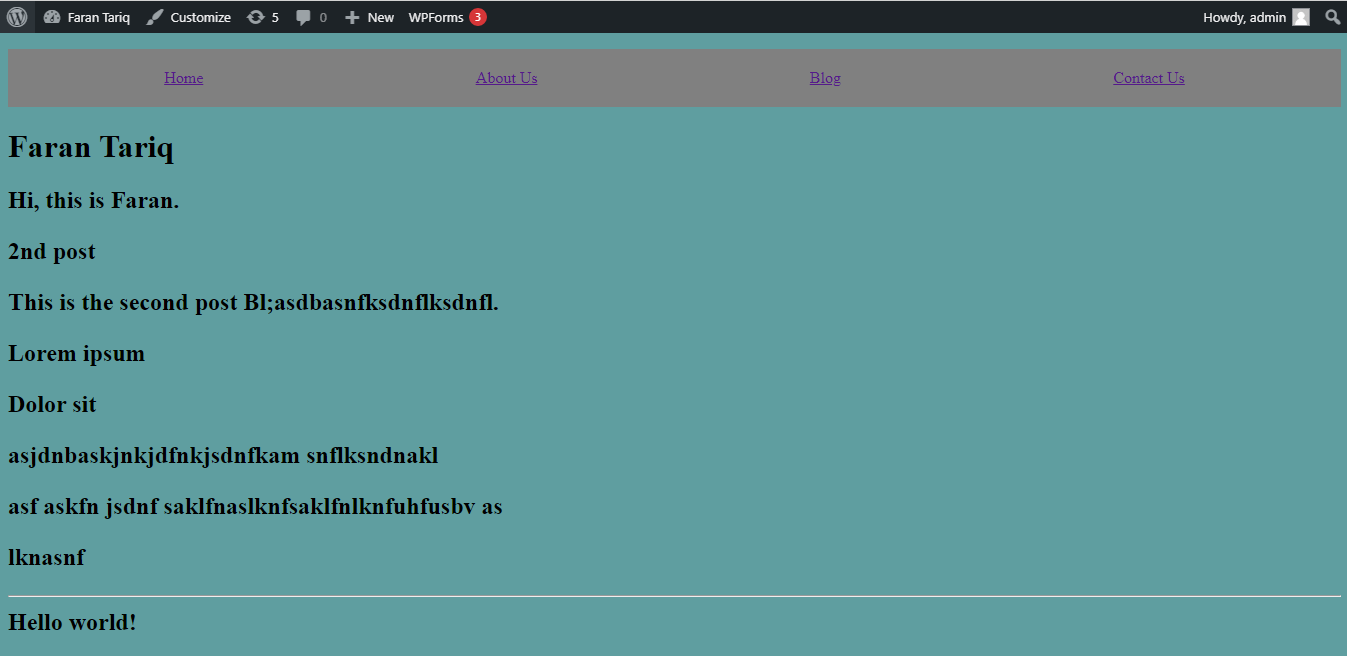 Faran Tariq Customize 5 0 New WPForms 3 Howdy, admin
Home About Us Blog Contact Us
Faran Tariq
Hi, this is Faran.
2nd post
This is the second post Bl;asdbasnfksdnflksdnfl.
Lorem ipsum
Dolor sit
asjdnbaskjnkjdfnkjsdnfkam snflksndnakl
asf askfn jsdnf saklfnaslknfsaklfnlknfuhfusbv as
lknasnf
Hello world!